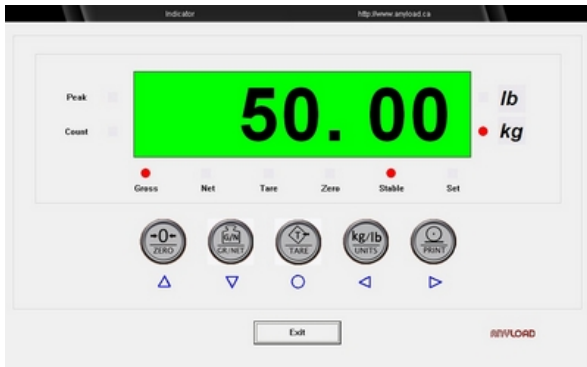 Indicator http://www.anyload.ca
Peak
50.00
lb
Count
kg
Gross Net Tare Zero Stable Set
→0←
ZERO
G/N
GR/NET
T
TARE
kg/lb
UNITS
PRINT
Exit
ANYLOAD